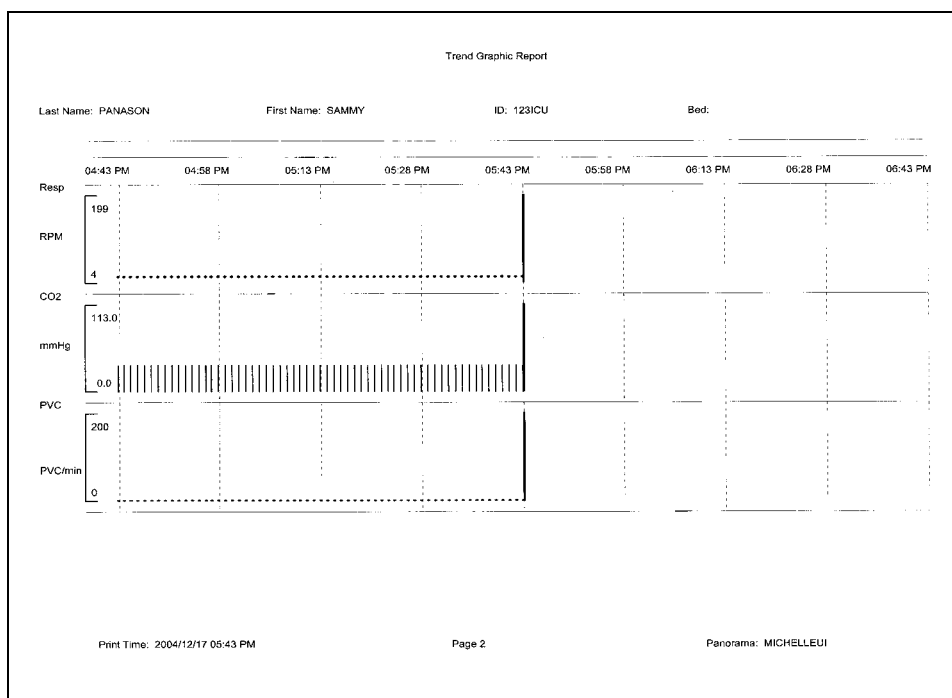 Trend Graphic Report
Last Name: PANASON First Name: SAMMY ID: 123ICU Bed:
04:43 PM 04:58 PM 05:13 PM 05:28 PM 05:43 PM 05:58 PM 06:13 PM 06:28 PM 06:43 PM
Resp
199
RPM
4
CO2
113.0
mmHg
0.0
PVC
200
PVC/min
0
Print Time: 2004/12/17 05:43 PM Page 2 Panorama: MICHELLEUI